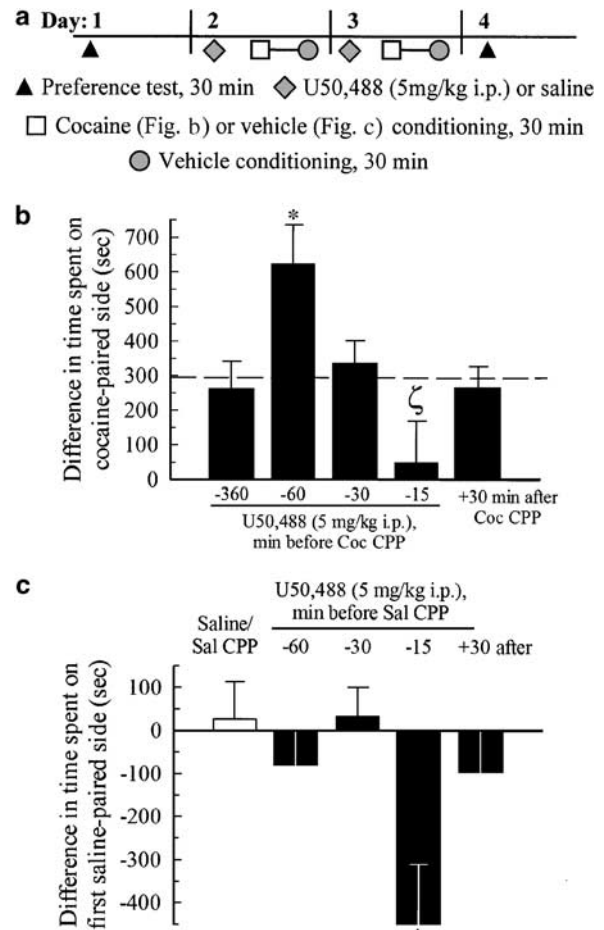 a Day: 1 2 3 4
Preference test, 30 min U50,488 (5mg/kg i.p.) or saline
Cocaine (Fig. b) or vehicle (Fig. c) conditioning, 30 min
Vehicle conditioning, 30 min
b
Difference in time spent on
cocaine-paired side (sec)
700
600
500
400
300
200
100
0
*
ζ
-360 -60 -30 -15 +30 min after
Coc CPP
U50,488 (5 mg/kg i.p.),
min before Coc CPP
c
U50,488 (5 mg/kg i.p.),
min before Sal CPP
Saline/
Sal CPP -60 -30 -15 +30 after
Difference in time spent on
first saline-paired side (sec)
100
0
-100
-200
-300
-400